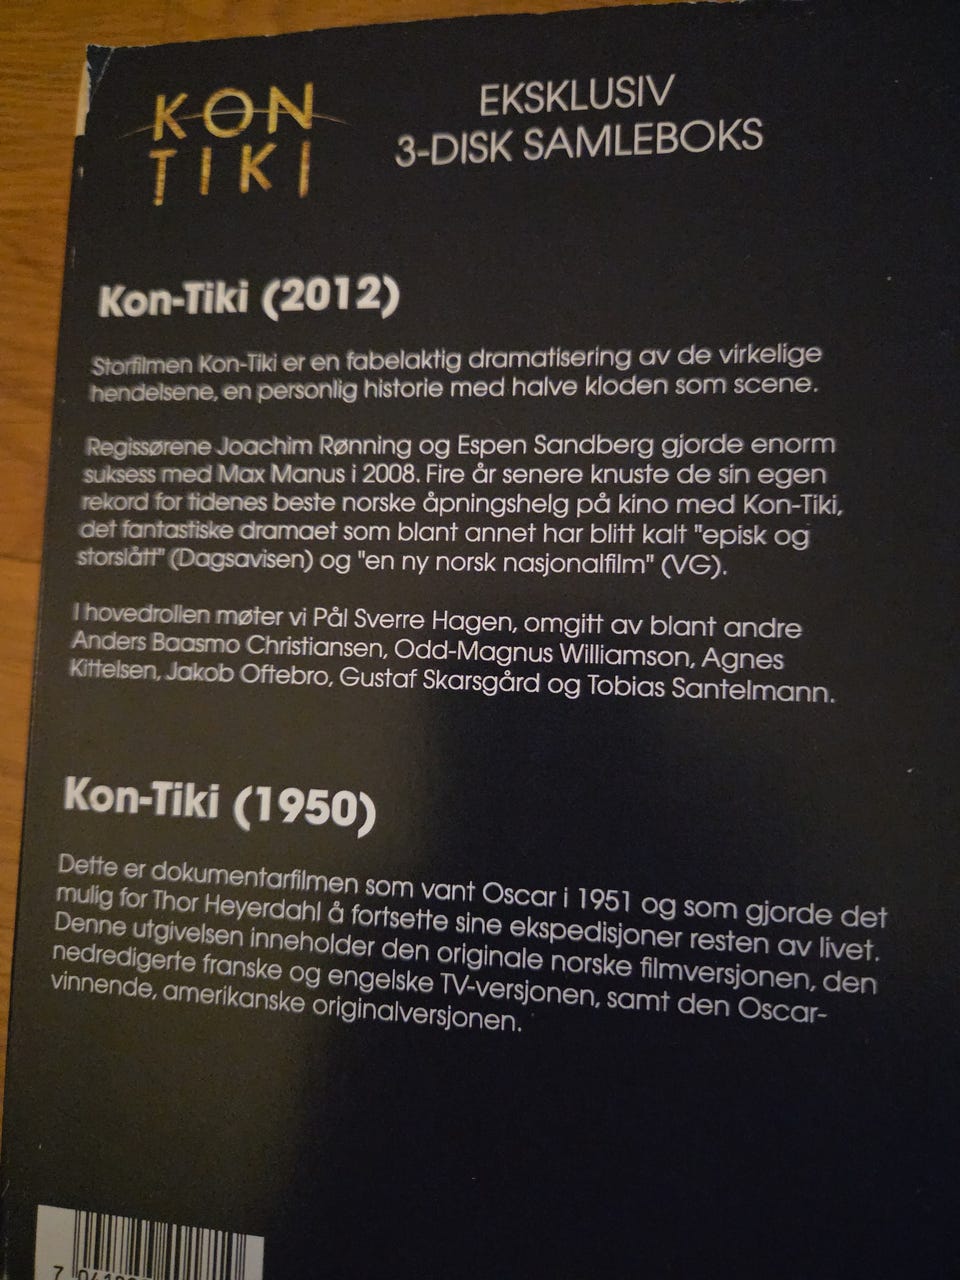 KON
TIKI
EKSKLUSIV
3-DISK SAMLEBOKS
Kon-Tiki (2012)
Storfilmen Kon-Tiki er en fabelaktig dramatisering av de virkelige
hendelsene, en personlig historie med halve kloden som scene.
Regissørene Joachim Rønning og Espen Sandberg gjorde enorm
suksess med Max Manus i 2008. Fire år senere knuste de sin egen
rekord for tidenes beste norske åpningshelg på kino med Kon-Tiki,
det fantastiske dramaet som blant annet har blitt kalt "episk og
storslått" (Dagsavisen) og "en ny norsk nasjonalfilm" (VG).
I hovedrollen møter vi Pål Sverre Hagen, omgitt av blant andre
Anders Baasmo Christiansen, Odd-Magnus Williamson, Agnes
Kittelsen, Jakob Oftebro, Gustaf Skarsgård og Tobias Santelmann.
Kon-Tiki (1950)
Dette er dokumentarfilmen som vant Oscar i 1951 og som gjorde det
mulig for Thor Heyerdahl å fortsette sine ekspedisjoner resten av livet.
Denne utgivelsen inneholder den originale norske filmversjonen, den
nedredigerte franske og engelske TV-versjonen, samt den Oscar-
vinnende, amerikanske originalversjonen.